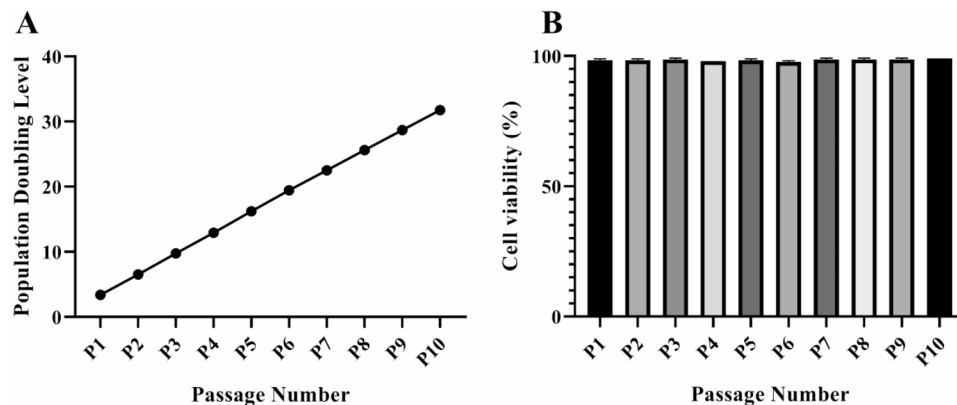 A
Population Doubling Level
40
30
20
10
0
P1 P2 P3 P4 P5 P6 P7 P8 P9 P10
Passage Number
B
Cell viability (%)
100
50
0
P1 P2 P3 P4 P5 P6 P7 P8 P9 P10
Passage Number